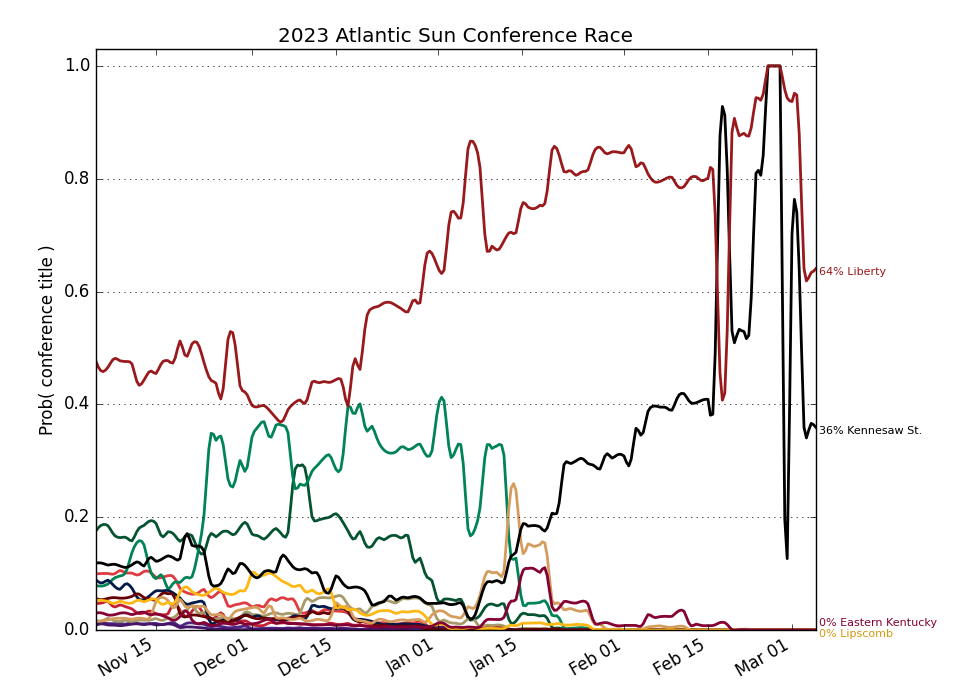 2023 Atlantic Sun Conference Race
Prob( conference title )
1.0
0.8
0.6
0.4
0.2
0.0
64% Liberty
36% Kennesaw St.
0% Eastern Kentucky
0% Lipscomb
Nov 15
Dec 01
Dec 15
Jan 01
Jan 15
Feb 01
Feb 15
Mar 01